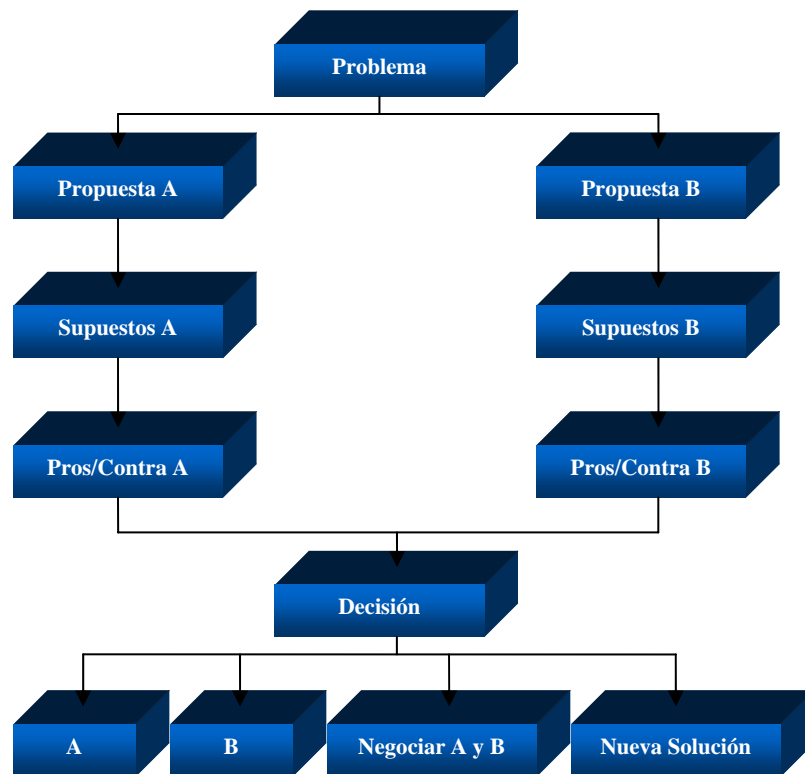 Problema
Propuesta A
Propuesta B
Supuestos A
Supuestos B
Pros/Contra A
Pros/Contra B
Decisión
A
B
Negociar A y B
Nueva Solución